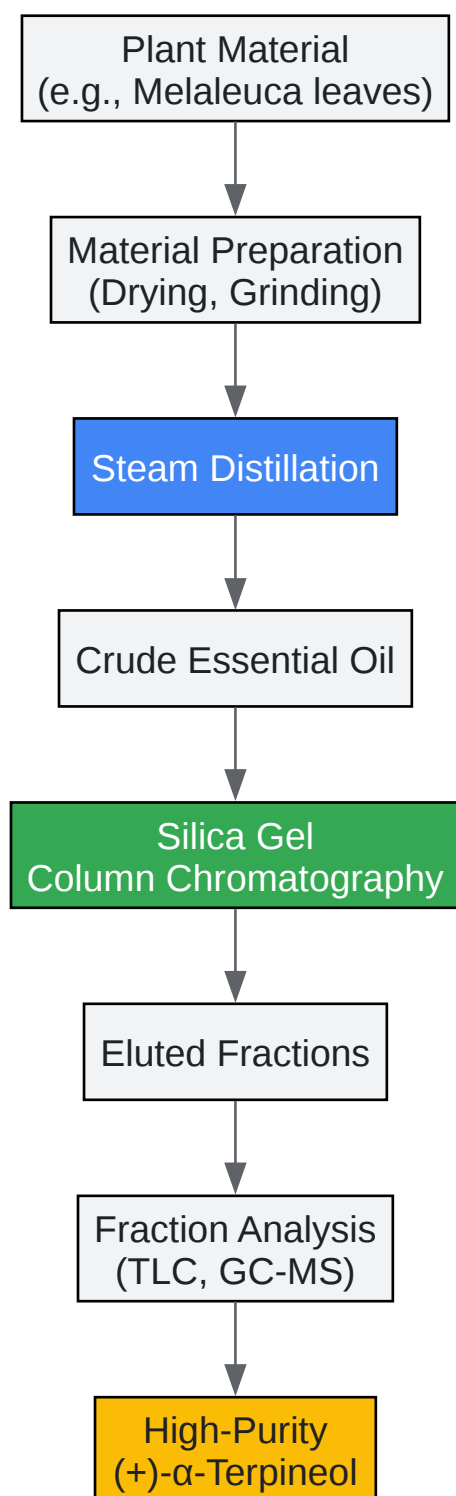 Plant Material
(e.g., Melaleuca leaves)
Material Preparation
(Drying, Grinding)
Steam Distillation
Crude Essential Oil
Silica Gel
Column Chromatography
Eluted Fractions
Fraction Analysis
(TLC, GC-MS)
High-Purity
(+)-α-Terpineol